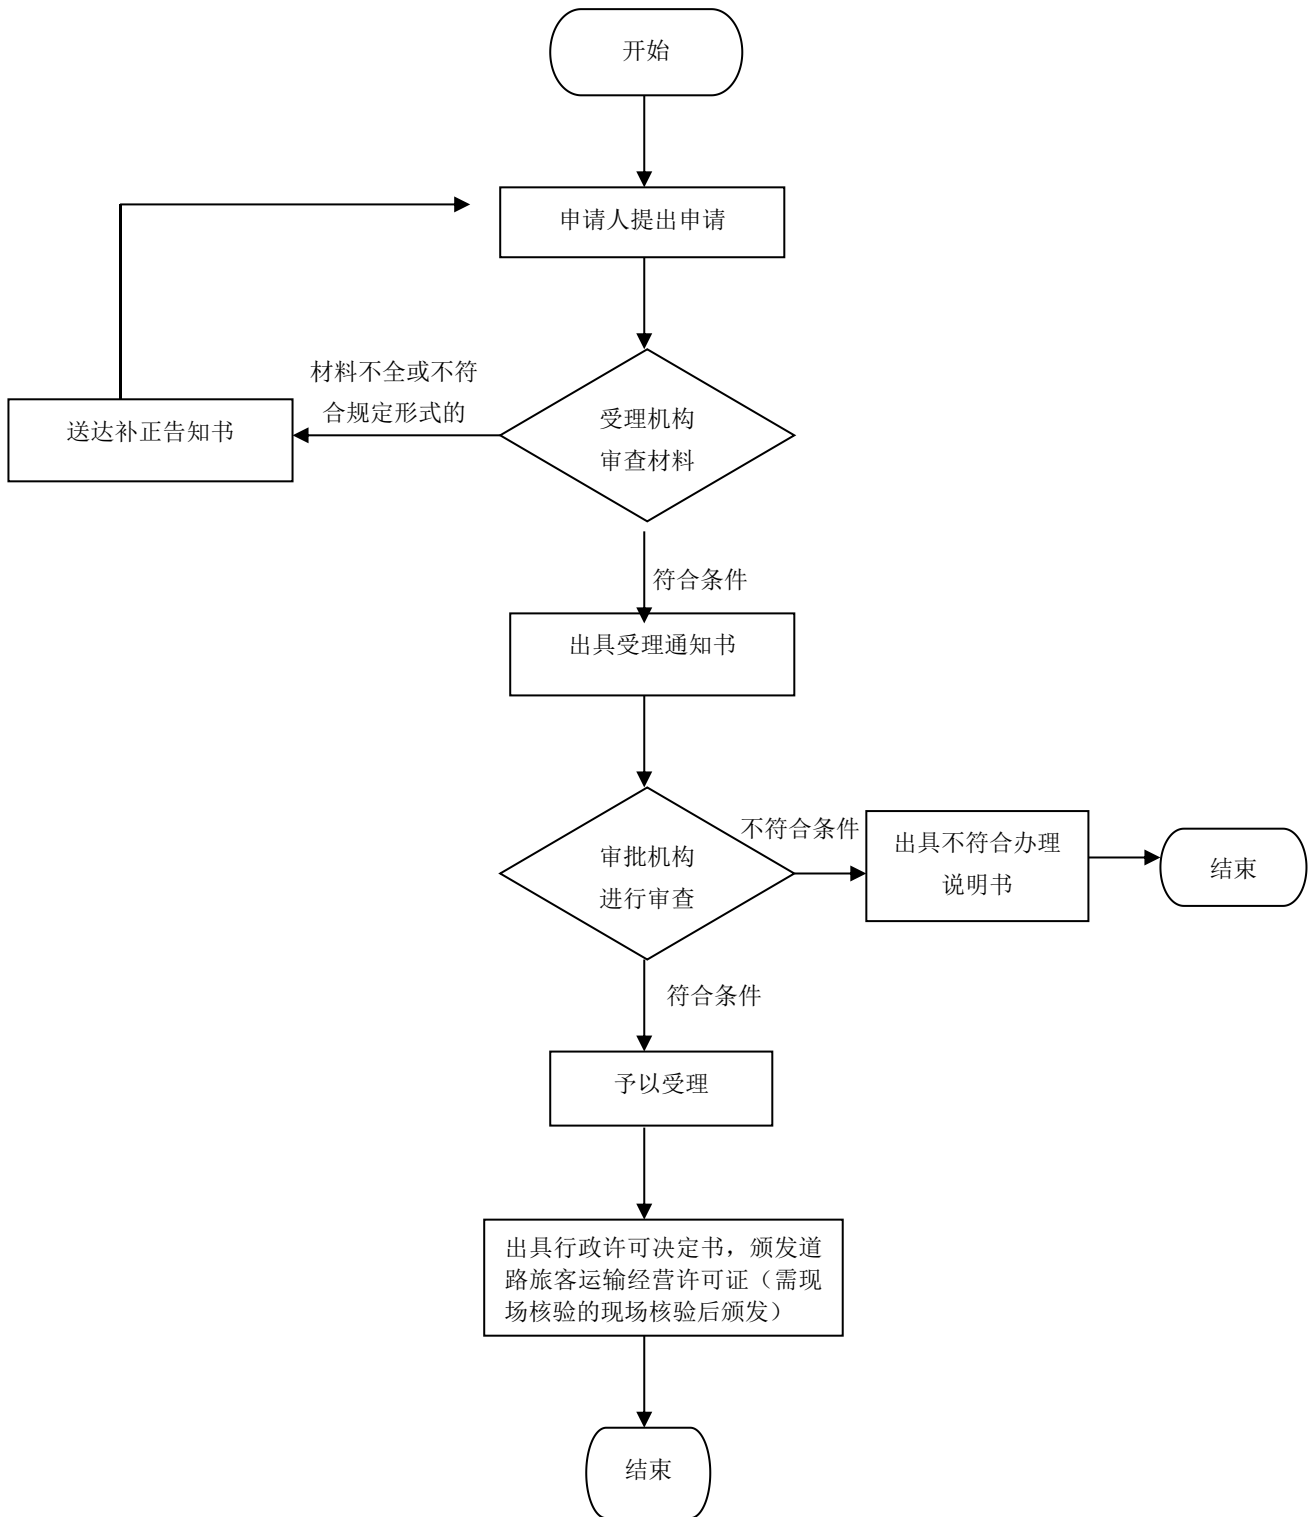 开始
申请人提出申请
材料不全或不符
合规定形式的
送达补正告知书
受理机构
审查材料
符合条件
出具受理通知书
不符合条件
审批机构
进行审查
出具不符合办理
说明书
结束
符合条件
予以受理
出具行政许可决定书，颁发道
路旅客运输经营许可证（需现
场核验的现场核验后颁发）
结束